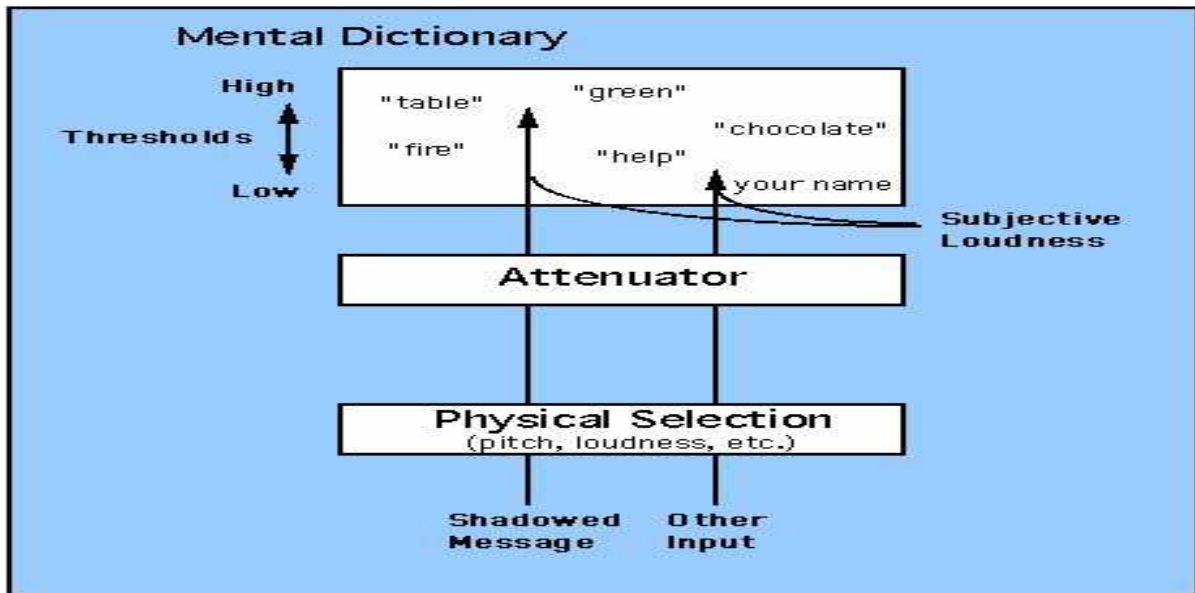 Mental Dictionary
High
Thresholds
Low
"table"
"green"
"chocolate"
"fire"
"help"
your name
Subjective
Loudness
Attenuator
Physical Selection
(pitch, loudness, etc.)
Shadowed
Message
Other
Input